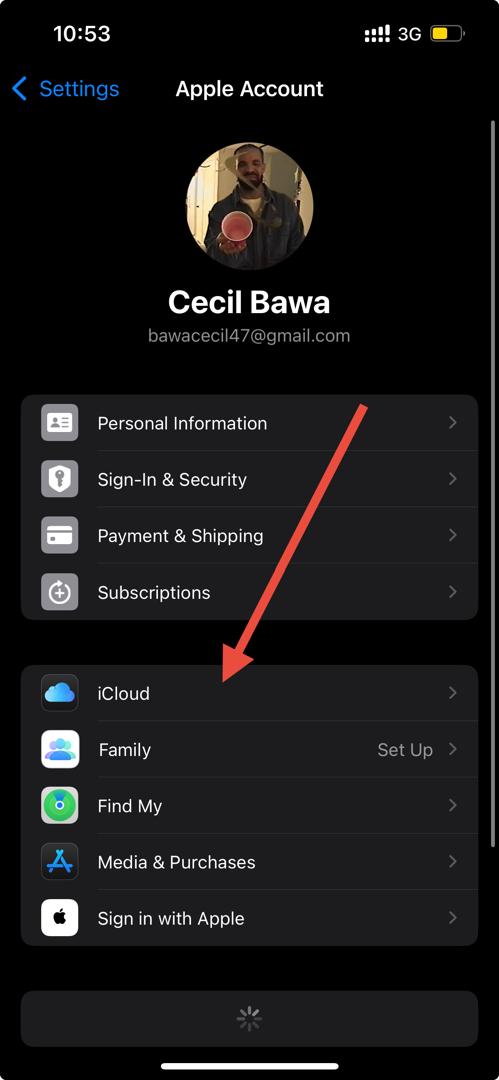 10:53
3G
Settings
Apple Account
Cecil Bawa
bawacecil47@gmail.com
Personal Information
Sign-In & Security
Payment & Shipping
Subscriptions
iCloud
Family
Set Up
Find My
Media & Purchases
Sign in with Apple